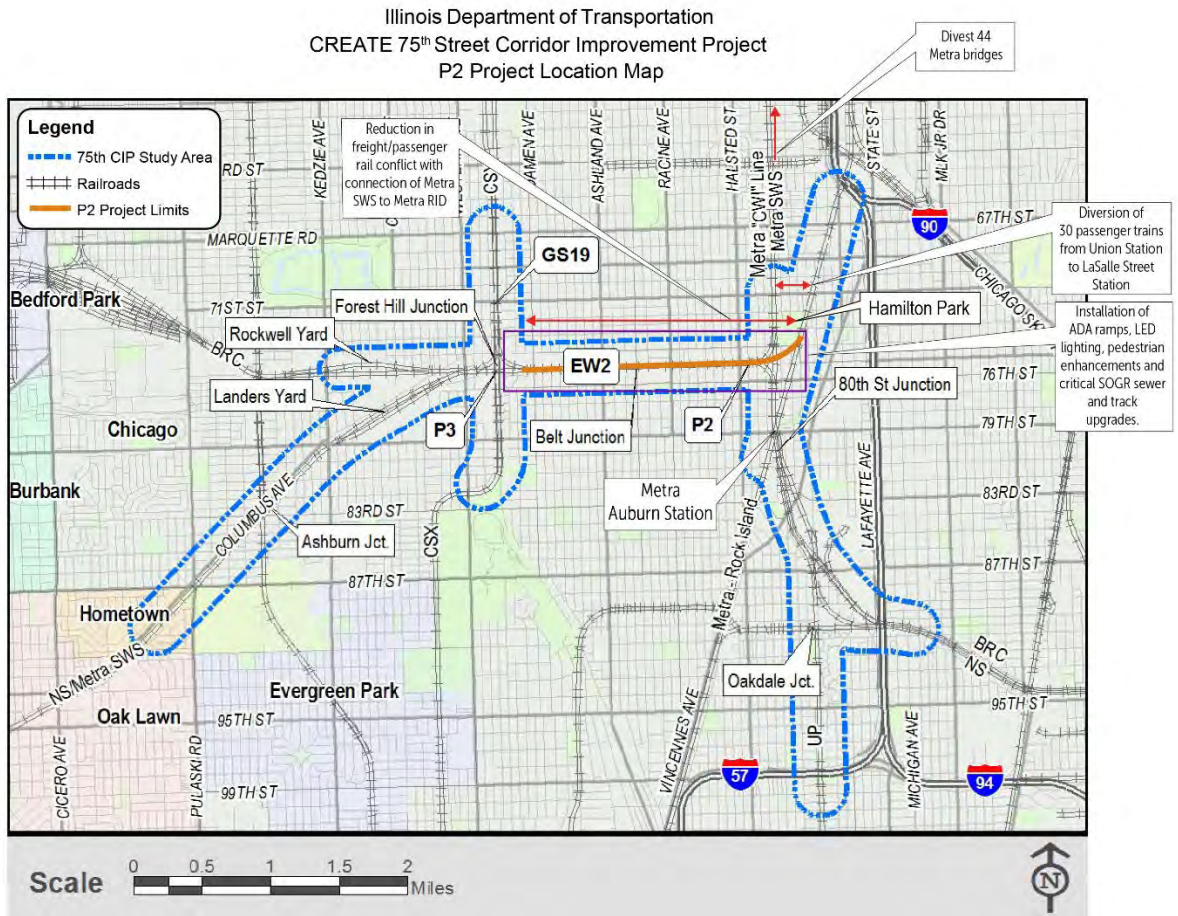 Illinois Department of Transportation
CREATE 75th Street Corridor Improvement Project
P2 Project Location Map
Divest 44
Metra bridges
Legend
75th CIP Study Area
Railroads
P2 Project Limits
Reduction in
freight/passenger
rail conflict with
connection of Metra
SWS to Metra RID
KEDZIE AVE
CSX
ASHLAND AVE
RACINE AVE
HALSTED ST
Metra "CWI" Line
Metra SWS
STATE ST
MLK JR DR
RD ST
MARQUETTE RD
67TH ST
90
CHICAGO SK
Diversion of
30 passenger trains
from Union Station
to LaSalle Street
Station
GS19
Bedford Park
71ST ST
Forest Hill Junction
Rockwell Yard
Hamilton Park
BRC
EW2
Installation of
ADA ramps, LED
lighting, pedestrian
enhancements and
critical SOGR sewer
and track
upgrades.
76TH ST
80th St Junction
Landers Yard
Chicago
P3
P2
Belt Junction
79TH ST
Burbank
COLUMBUS AVE
Metra
Auburn Station
LAFAYETTE AVE
83RD ST
83RD ST
Ashburn Jct.
CSX
87TH ST
87TH ST
Metra - Rock Island
Hometown
NS/Metra SWS
BRC
NS
Oakdale Jct.
Evergreen Park
Oak Lawn
95TH ST
95TH ST
VINCENNES AVE
UP
MICHIGAN AVE
CICERO AVE
PULASKI RD
99TH ST
57
94
Scale
0 0.5 1 1.5 2
Miles
N